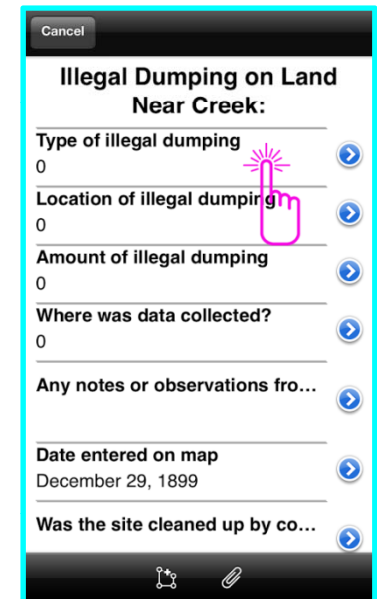 Cancel
Illegal Dumping on Land
Near Creek:
Type of illegal dumping
0
Location of illegal dumping
0
Amount of illegal dumping
0
Where was data collected?
0
Any notes or observations fro...
Date entered on map
December 29, 1899
Was the site cleaned up by co...